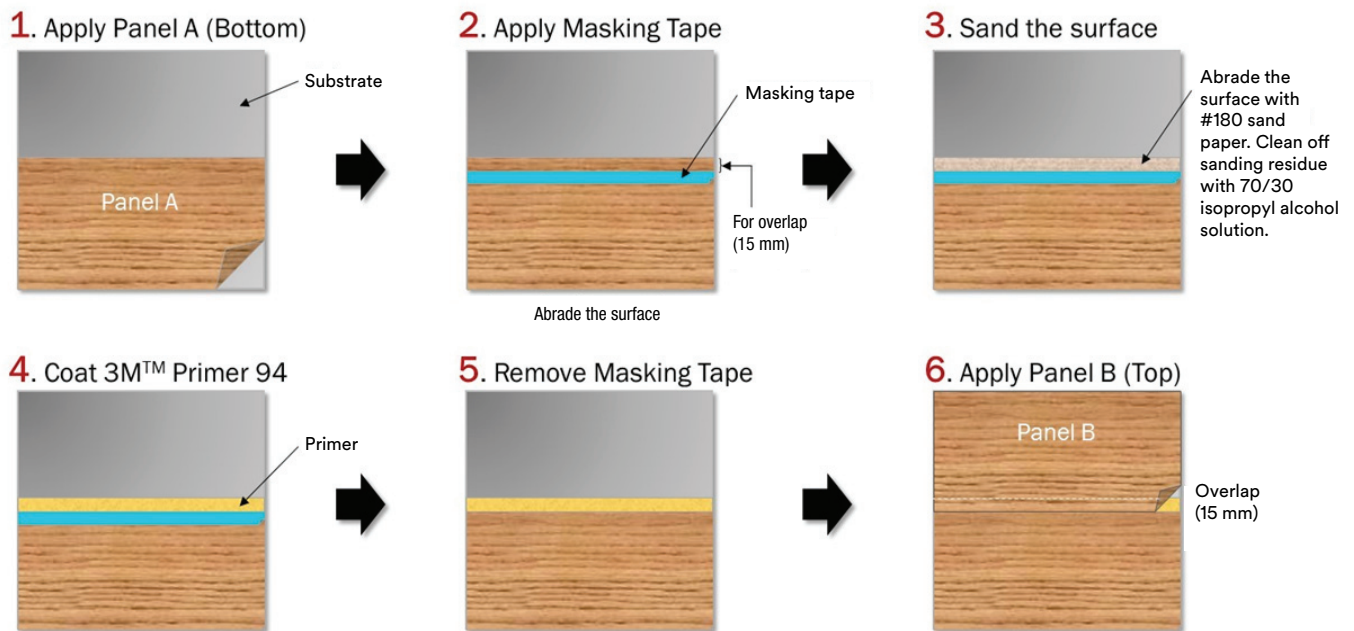 1. Apply Panel A (Bottom)
Substrate
Panel A
2. Apply Masking Tape
Masking tape
For overlap
(15 mm)
Abrade the surface
3. Sand the surface
Abrade the
surface with
#180 sand
paper. Clean off
sanding residue
with 70/30
isopropyl alcohol
solution.
4. Coat 3M™ Primer 94
Primer
5. Remove Masking Tape
6. Apply Panel B (Top)
Panel B
Overlap
(15 mm)